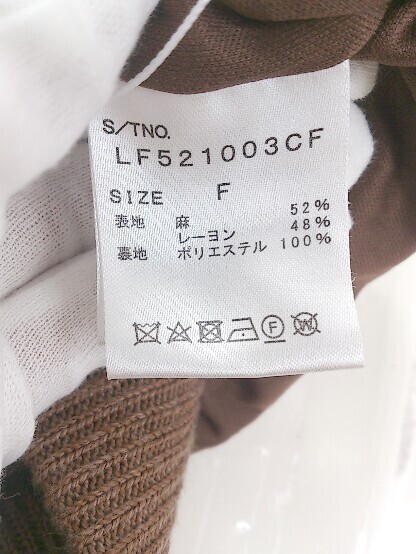 S/TNO.
LF521003CF
SIZE F
表地 麻 52%
レーヨン 48%
裏地 ポリエステル 100%
F W